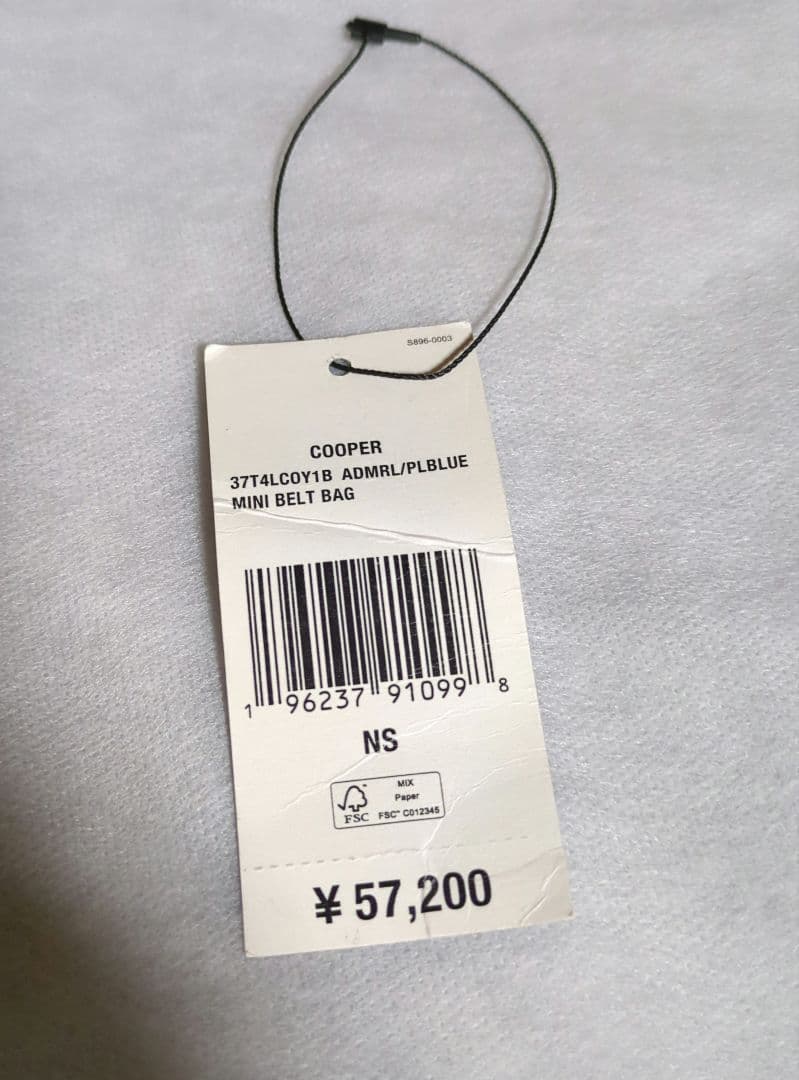 S896-0003
COOPER
37T4LCOY1B ADMRL/PLBLUE
MINI BELT BAG
1 96237 91099 8
NS
MIX
Paper
FSC™ C012345
FSC
¥ 57,200